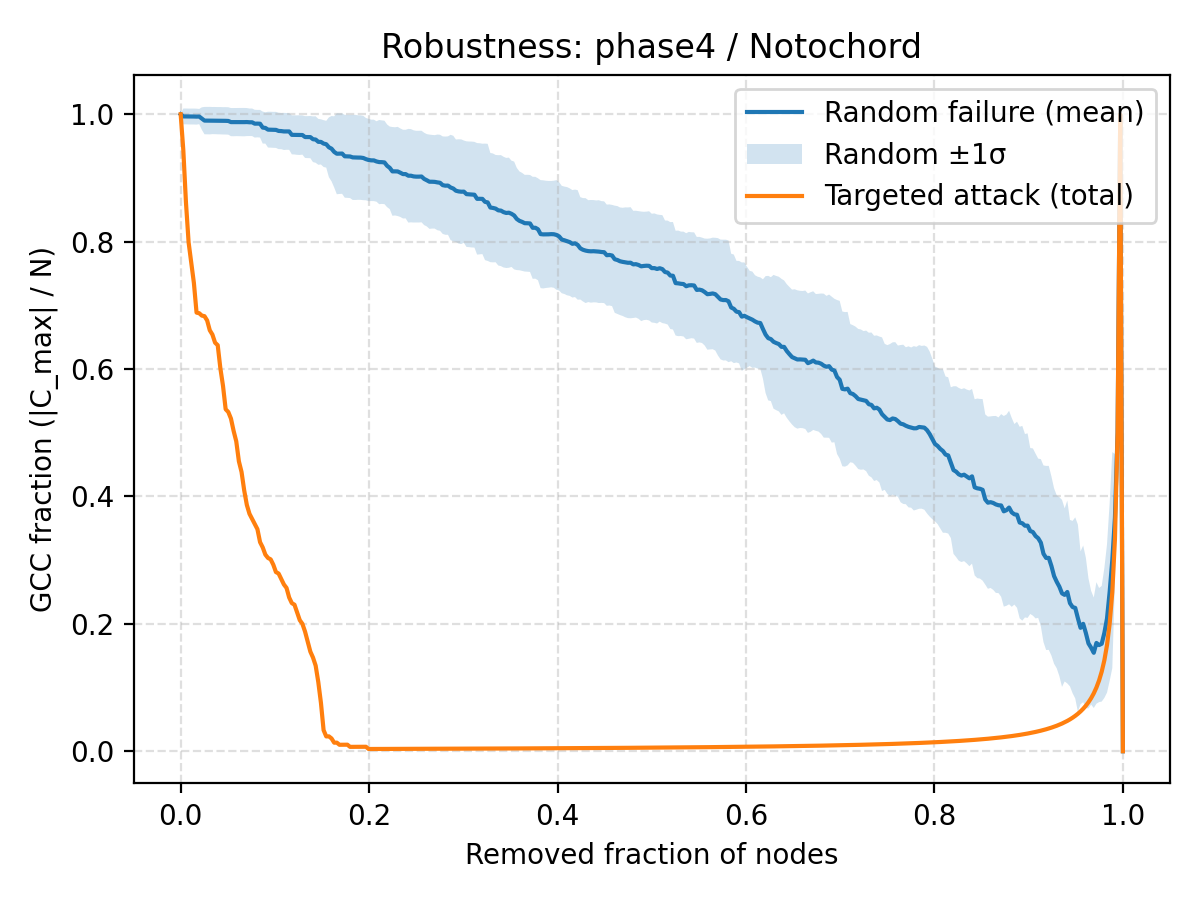 Robustness: phase4 / Notochord
GCC fraction (|C_max| / N)
1.0
0.8
0.6
0.4
0.2
0.0
Random failure (mean)
Random ±1σ
Targeted attack (total)
0.0 0.2 0.4 0.6 0.8 1.0
Removed fraction of nodes